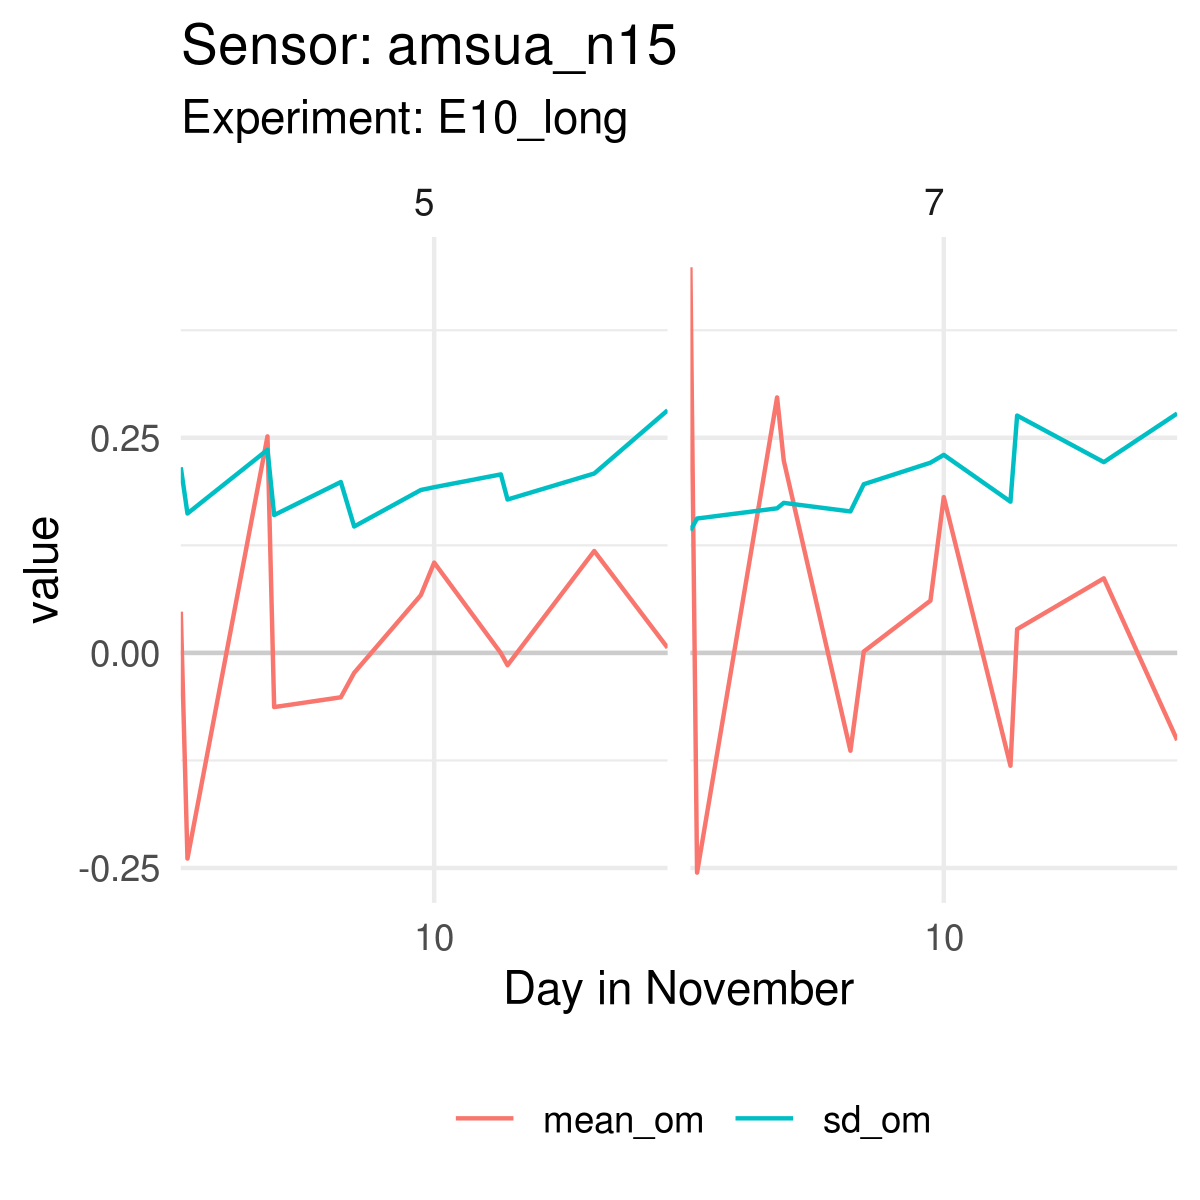 Sensor: amsua_n15
Experiment: E10_long
5
7
0.25
0.00
-0.25
value
10
10
Day in November
mean_om
sd_om